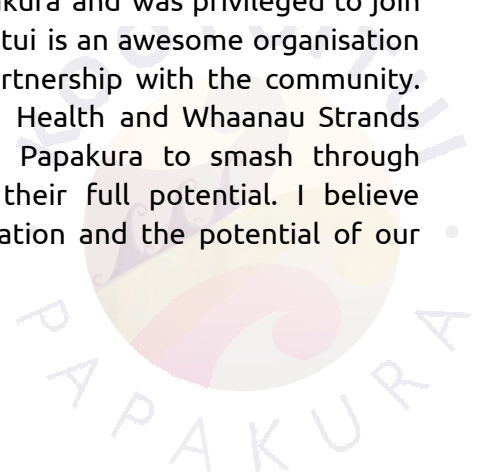 akura and was privileged to join
tui is an awesome organisation
rtnership with the community.
Health and Whaanau Strands
Papakura to smash through
their full potential. I believe
ation and the potential of our
PAPAKURA